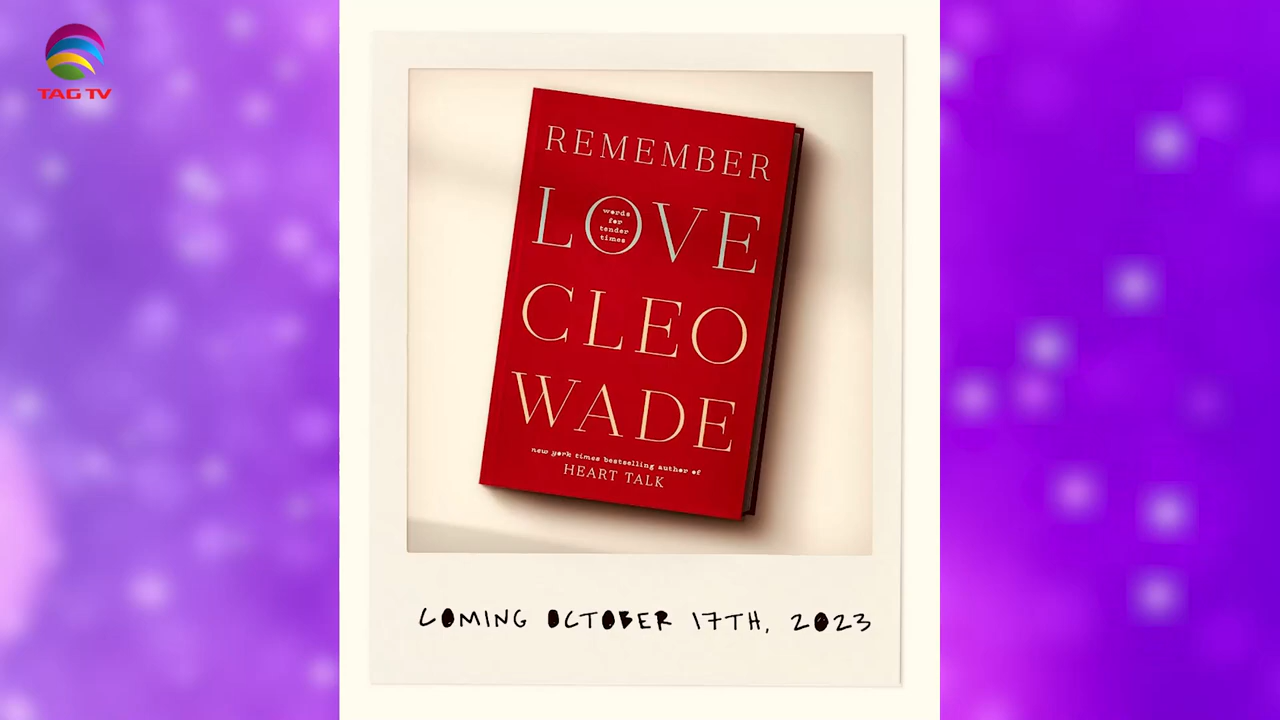 TAG TV
REMEMBER
LOVE
words
for
tender
times
CLEO
WADE
new york times bestselling author of
HEART TALK
COMING OCTOBER 17TH, 2023